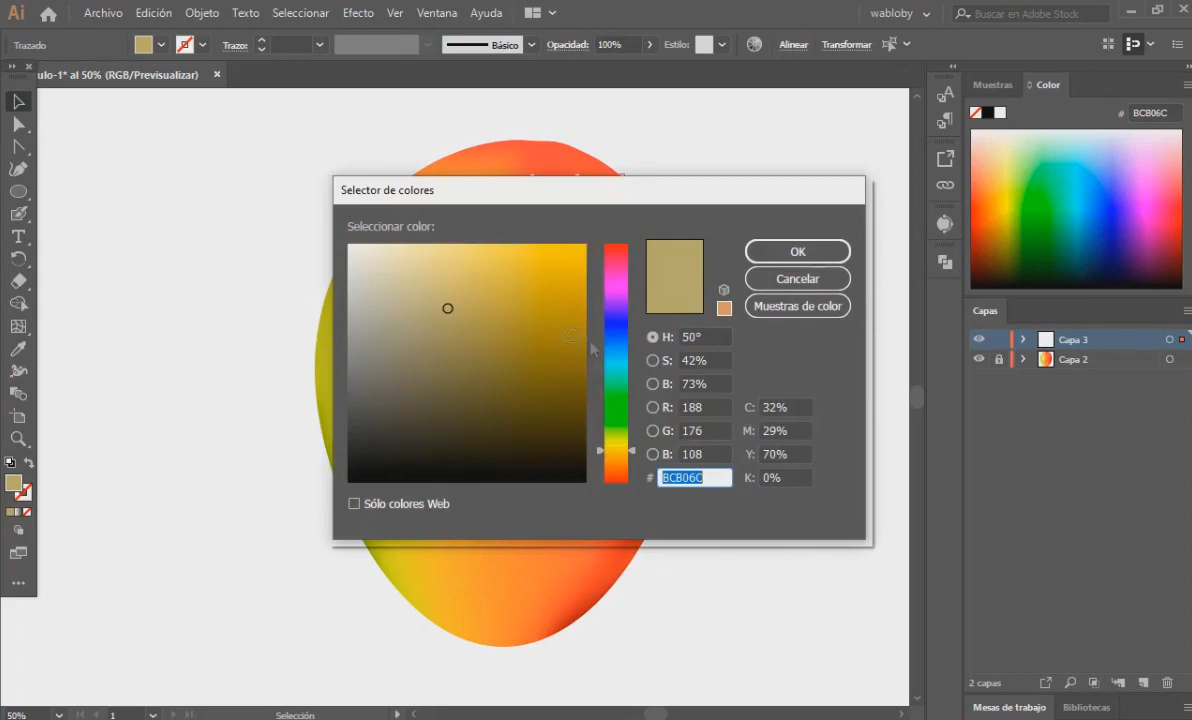 Ai Archivo Edición Objeto Texto Seleccionar Efecto Ver Ventana Ayuda wabloby Buscar en Adobe Stock
Trazado Trazo: Básico Opacidad: 100% Estilo: Alinear Transformar
ulo-1* al 50% (RGB/Previsualizar) ×
Muestras Color
# BCB06C
Selector de colores
Seleccionar color:
OK
Cancelar
Muestras de color
H: 50°
S: 42%
B: 73%
R: 188 C: 32%
G: 176 M: 29%
B: 108 Y: 70%
# BCB06C K: 0%
Sólo colores Web
Capas
Capa 3
Capa 2
2 capas
Mesas de trabajo Bibliotecas
50% 1 Selección